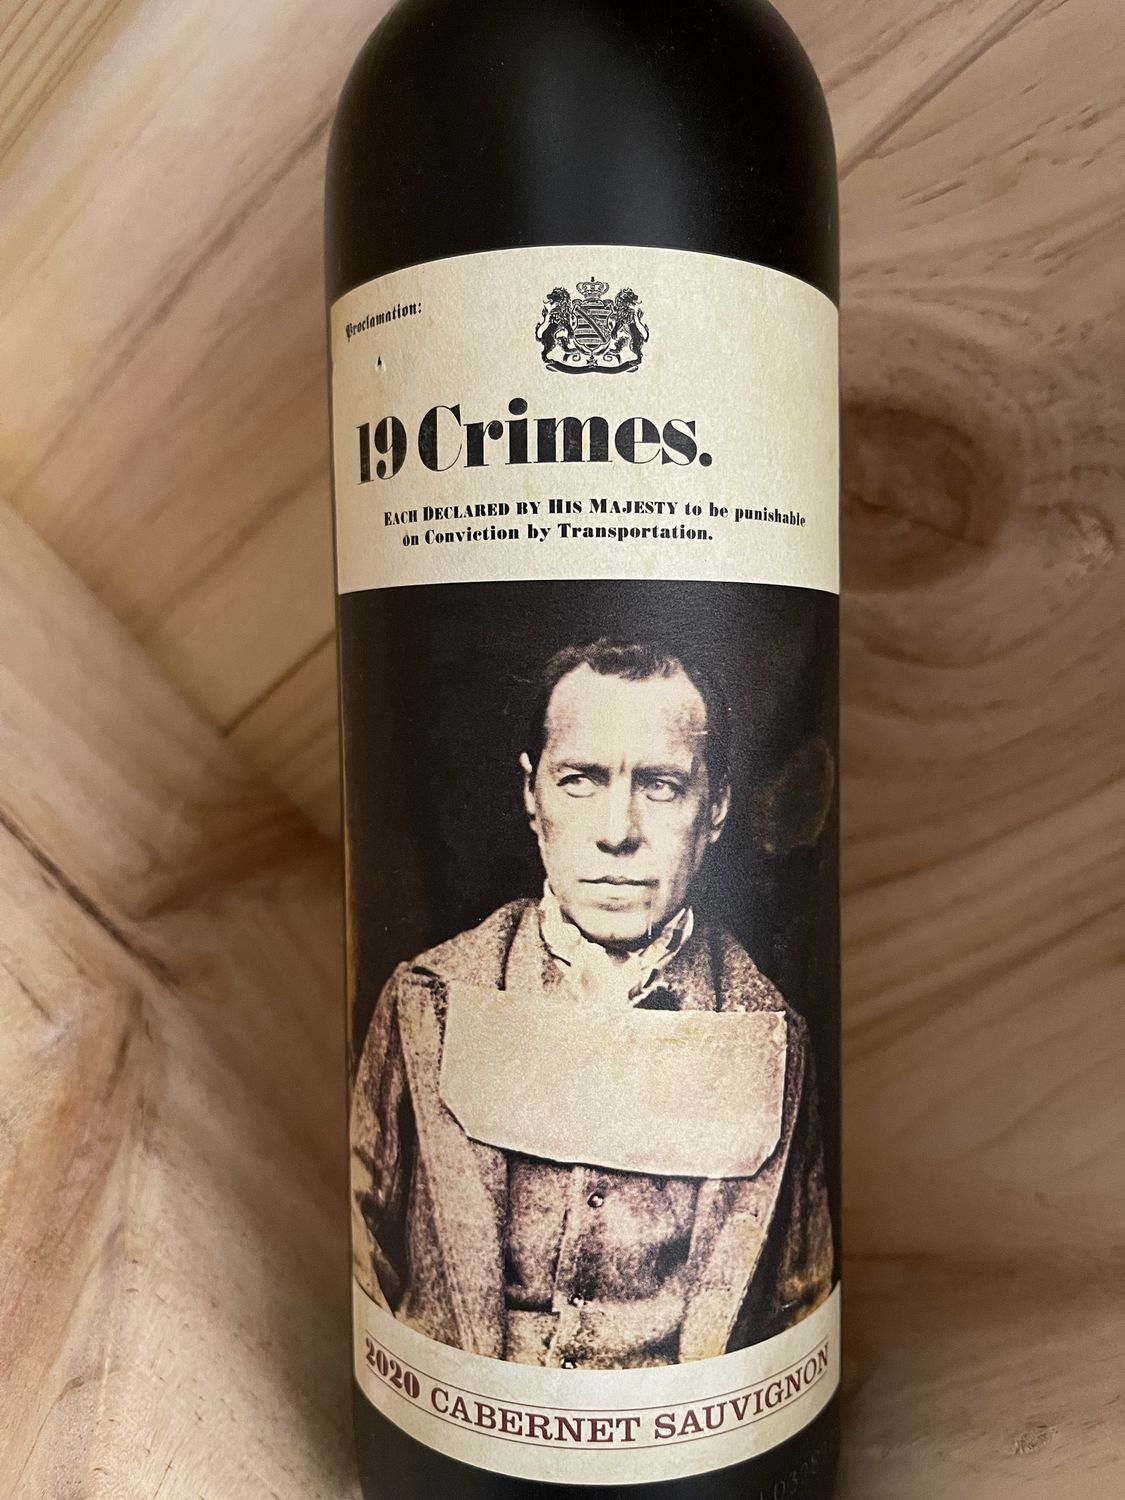 Proclamation:
19 Crimes.
EACH DECLARED BY HIS MAJESTY to be punishable
on Conviction by Transportation.
2020 CABERNET SAUVIGNON